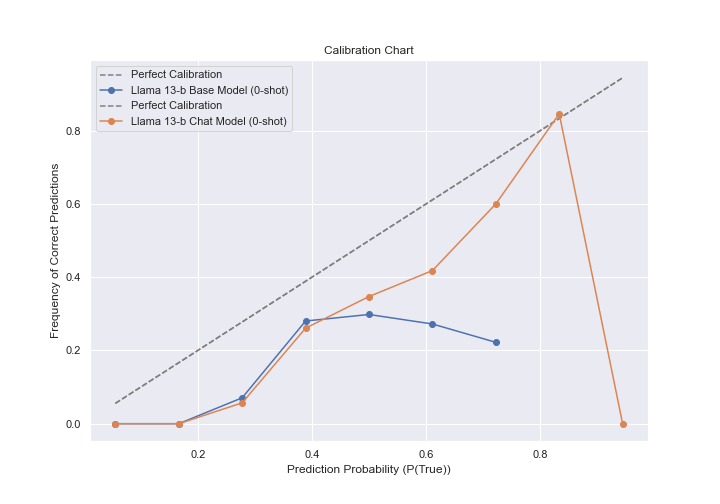 Calibration Chart
Perfect Calibration
Llama 13-b Base Model (0-shot)
Perfect Calibration
Llama 13-b Chat Model (0-shot)
Frequency of Correct Predictions
0.8
0.6
0.4
0.2
0.0
0.2
0.4
0.6
0.8
Prediction Probability (P(True))